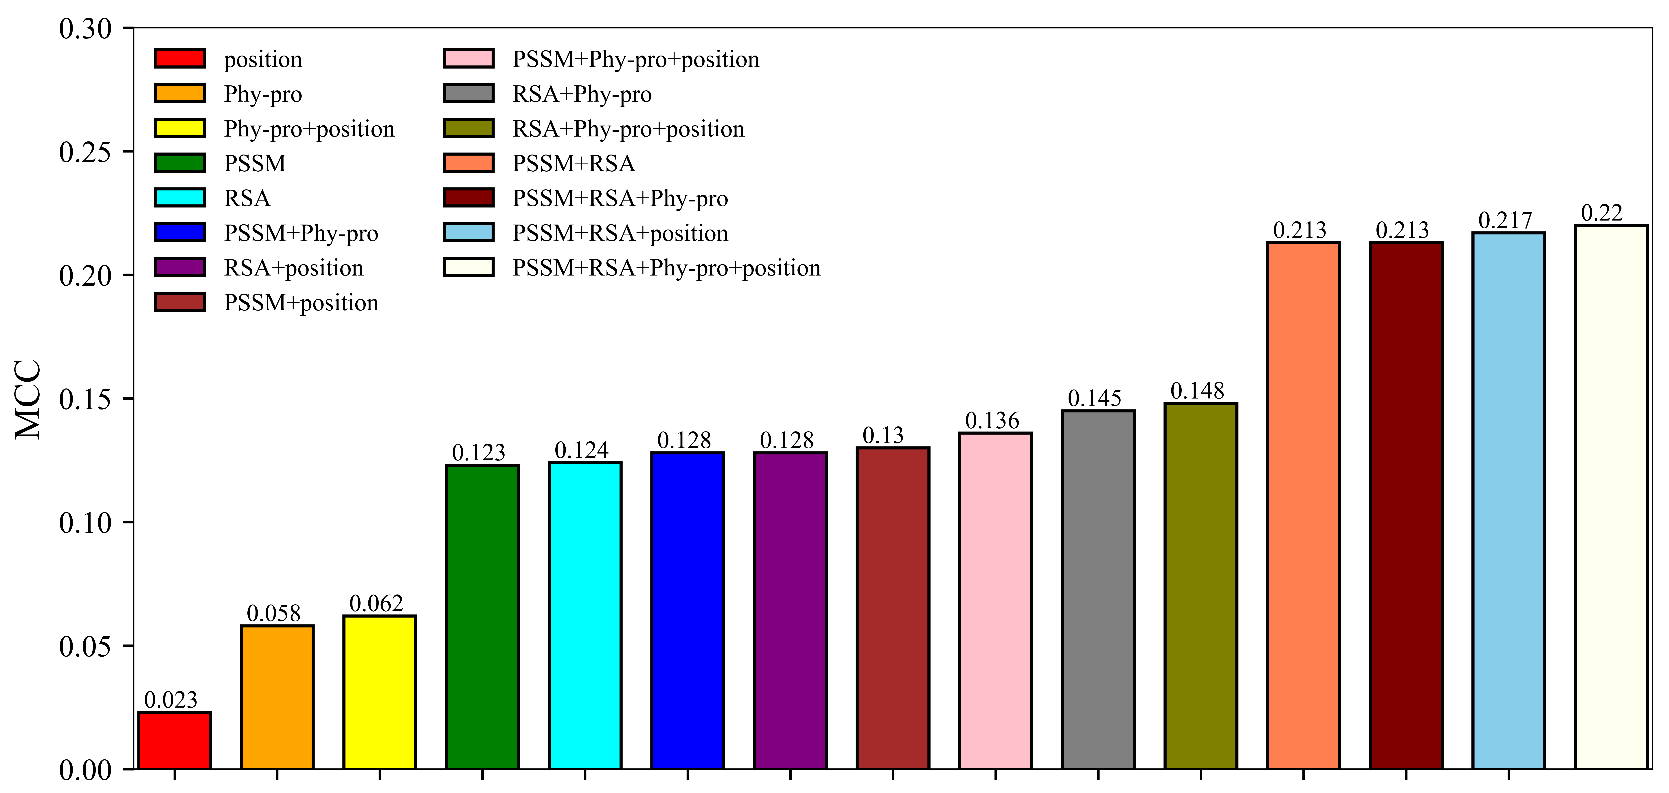 MCC
0.30
0.25
0.20
0.15
0.10
0.05
0.00
position
Phy-pro
Phy-pro+position
PSSM
RSA
PSSM+Phy-pro
RSA+position
PSSM+position
PSSM+Phy-pro+position
RSA+Phy-pro
RSA+Phy-pro+position
PSSM+RSA
PSSM+RSA+Phy-pro
PSSM+RSA+position
PSSM+RSA+Phy-pro+position
0.023
0.058
0.062
0.123
0.124
0.128
0.128
0.13
0.136
0.145
0.148
0.213
0.213
0.217
0.22